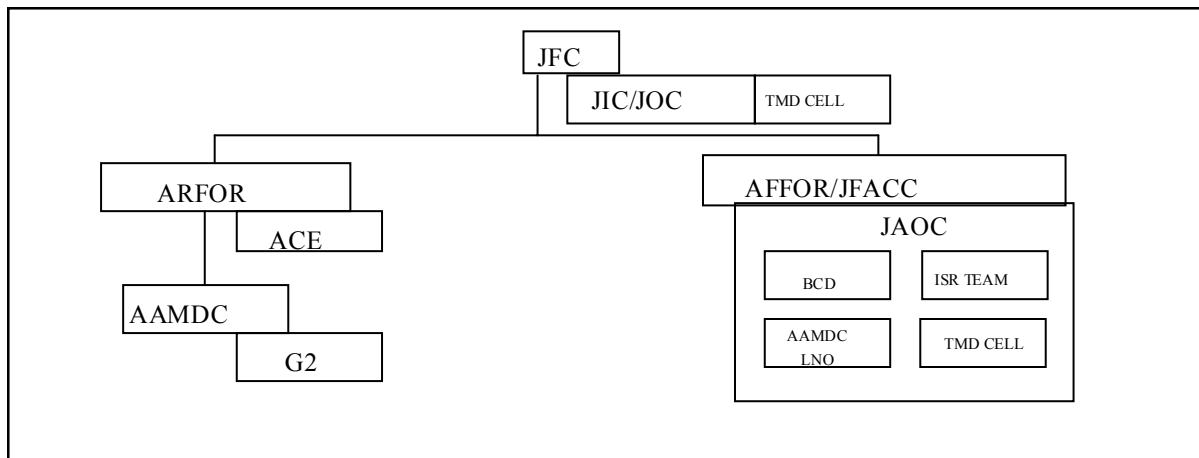 JFC
JIC/JOC
TMD CELL
ARFOR
AFFOR/JFACC
ACE
JAOC
BCD
ISR TEAM
AAMDC
G2
AAMDC
LNO
TMD CELL